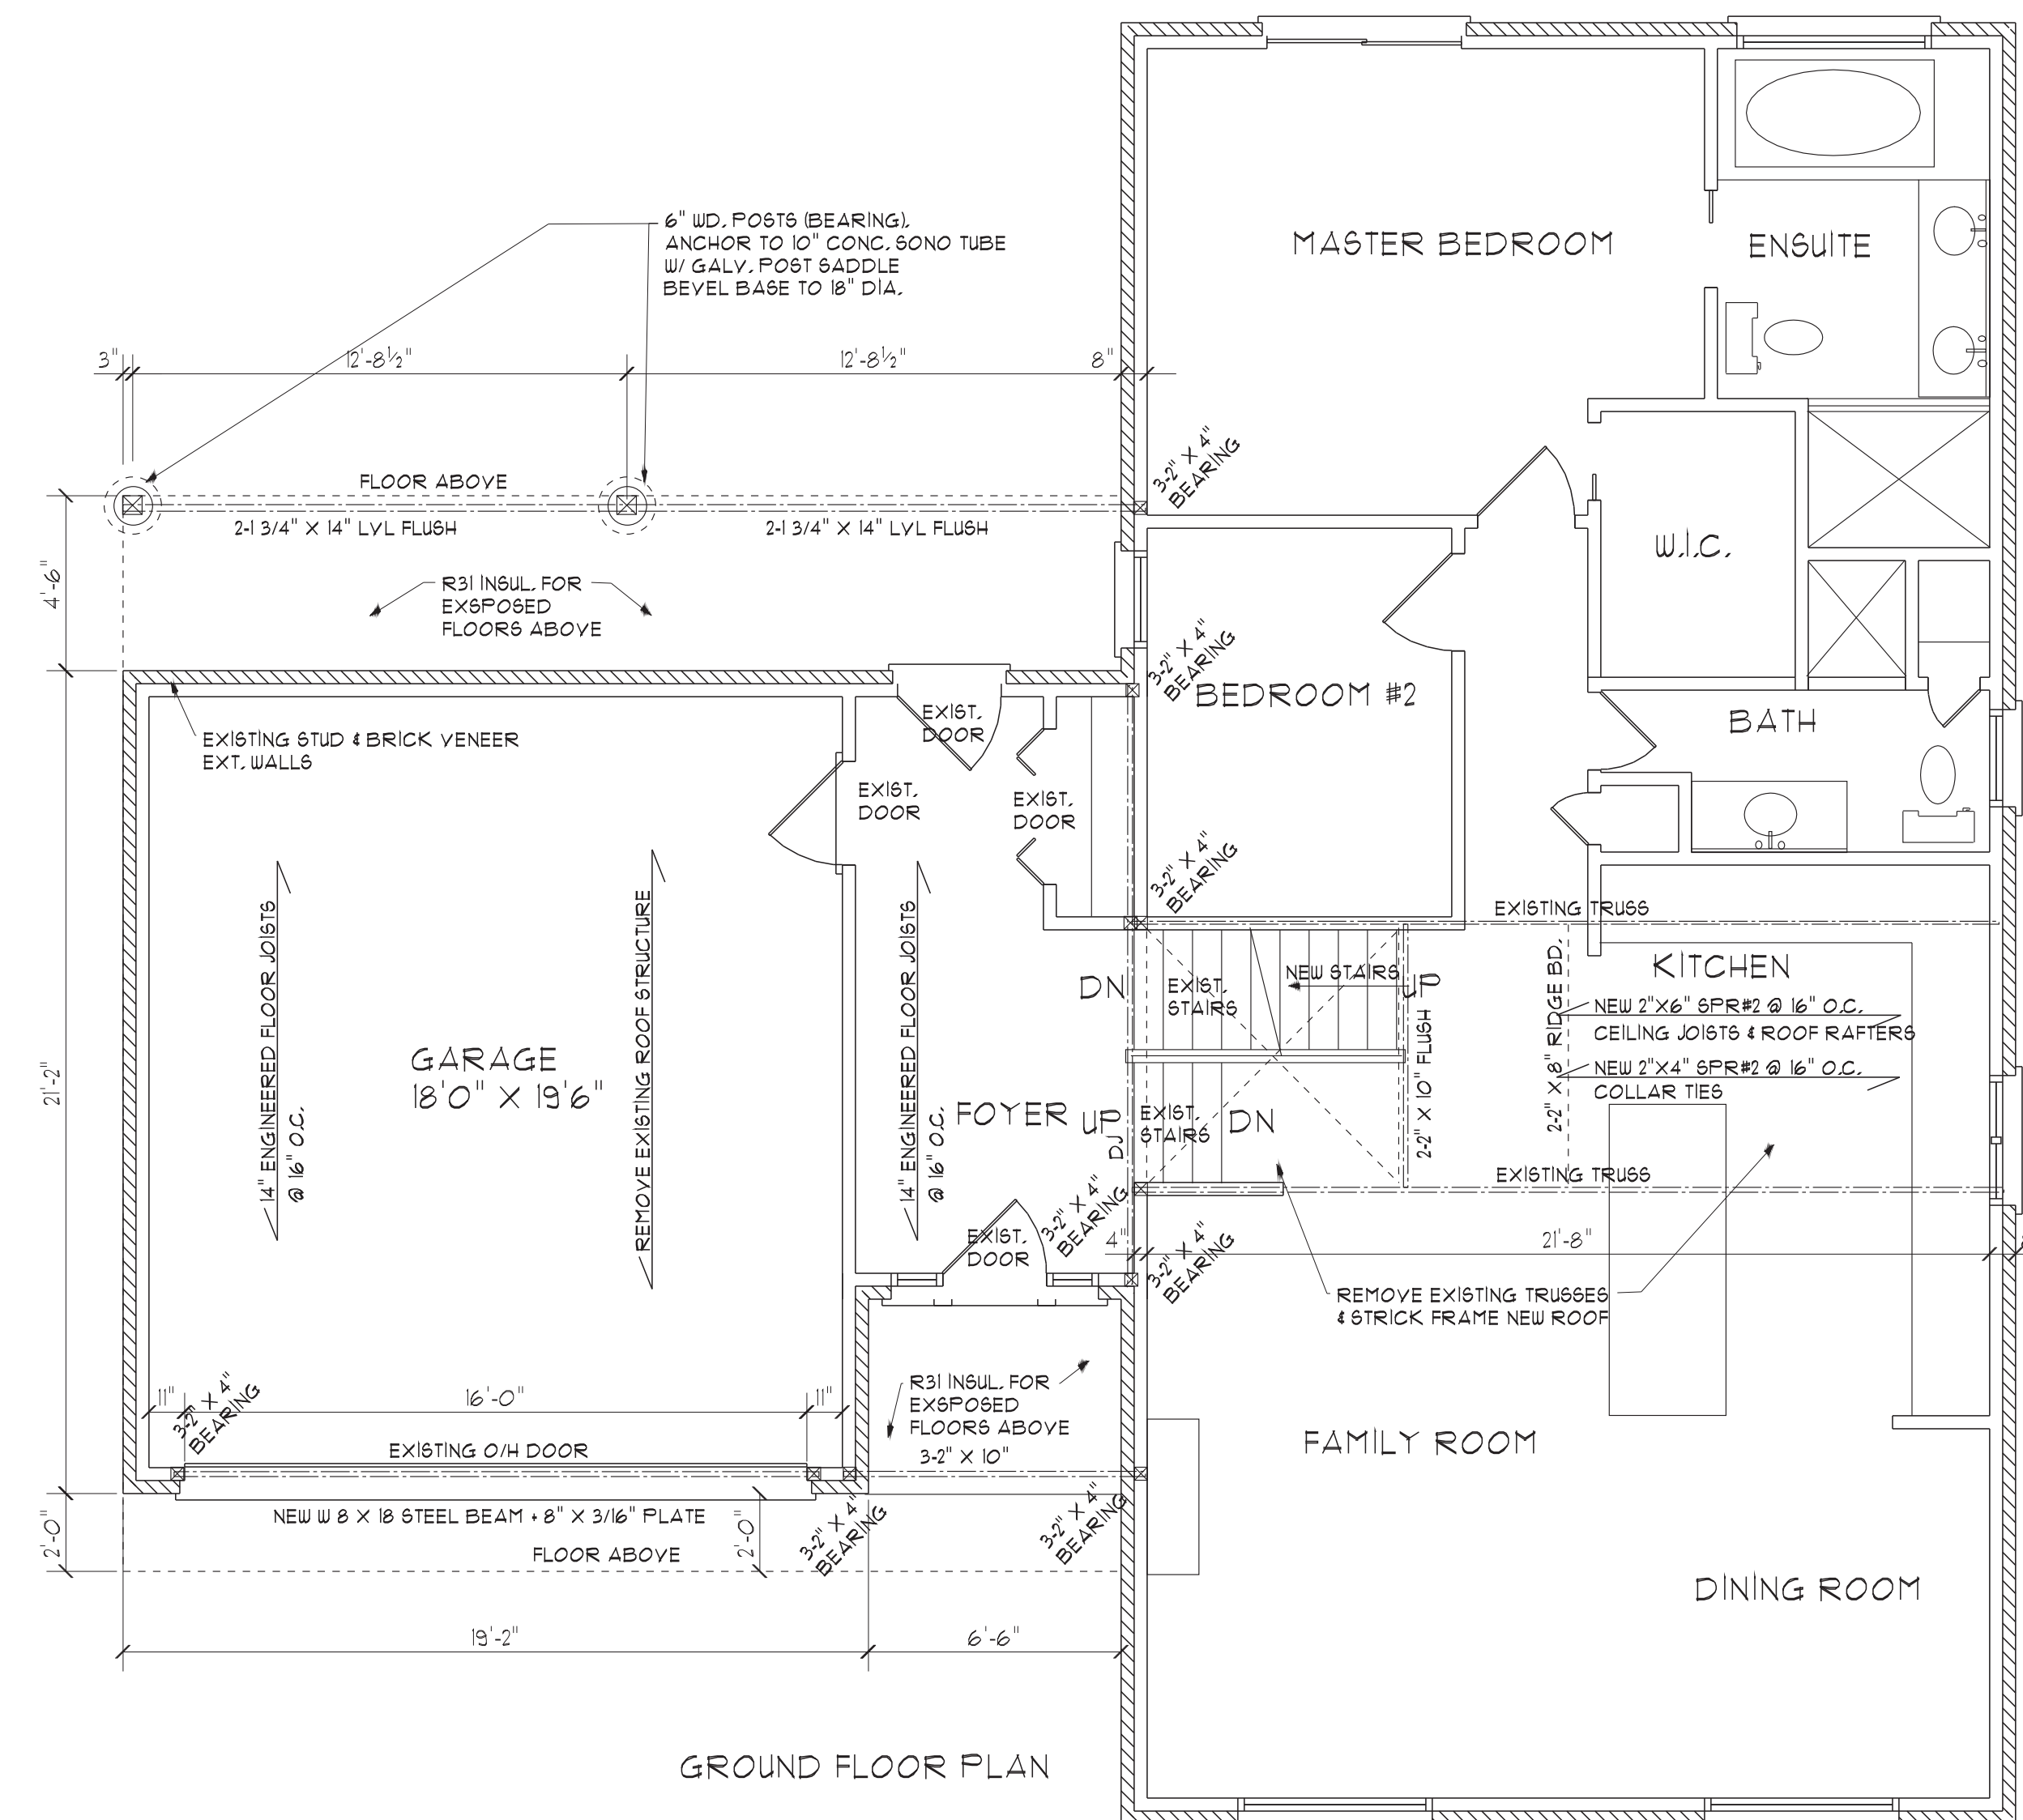 6" WD. POSTS (BEARING),
ANCHOR TO 10" CONC. SONO TUBE
W/ GALV. POST SADDLE
BEVEL BASE TO 18" DIA.
MASTER BEDROOM
ENSUITE
3"
12'-8½"
12'-8½"
8"
3-2" X 4"
BEARING
FLOOR ABOVE
2-1 3/4" X 14" LVL FLUSH
2-1 3/4" X 14" LVL FLUSH
W.I.C.
4'-6"
R31 INSUL. FOR
EXSPOSED
FLOORS ABOVE
3-2" X 4"
BEARING
BEDROOM #2
BATH
EXISTING STUD & BRICK VENEER
EXT. WALLS
EXIST.
DOOR
EXIST.
DOOR
EXIST.
DOOR
3-2" X 4"
BEARING
EXISTING TRUSS
14" ENGINEERED FLOOR JOISTS
@ 16" O.C.
REMOVE EXISTING ROOF STRUCTURE
14" ENGINEERED FLOOR JOISTS
@ 16" O.C.
DN
EXIST.
STAIRS
NEW STAIRS
UP
2-2" X 8" RIDGE BD.
KITCHEN
NEW 2"X6" SPR#2 @ 16" O.C.
CEILING JOISTS & ROOF RAFTERS
NEW 2"X4" SPR#2 @ 16" O.C.
COLLAR TIES
21'-2"
GARAGE
18'0" X 19'6"
FOYER
UP
DJ
EXIST.
STAIRS
DN
2-2" X 10" FLUSH
EXISTING TRUSS
3-2" X 4"
BEARING
EXIST.
DOOR
4"
3-2" X 4"
BEARING
21'-8"
REMOVE EXISTING TRUSSES
& STRICK FRAME NEW ROOF
11"
3-2" X 4"
BEARING
16'-0"
11"
R31 INSUL. FOR
EXSPOSED
FLOORS ABOVE
3-2" X 10"
EXISTING O/H DOOR
FAMILY ROOM
NEW W 8 X 18 STEEL BEAM + 8" X 3/16" PLATE
2'-0"
FLOOR ABOVE
2'-0"
3-2" X 4"
BEARING
3-2" X 4"
BEARING
DINING ROOM
19'-2"
6'-6"
GROUND FLOOR PLAN